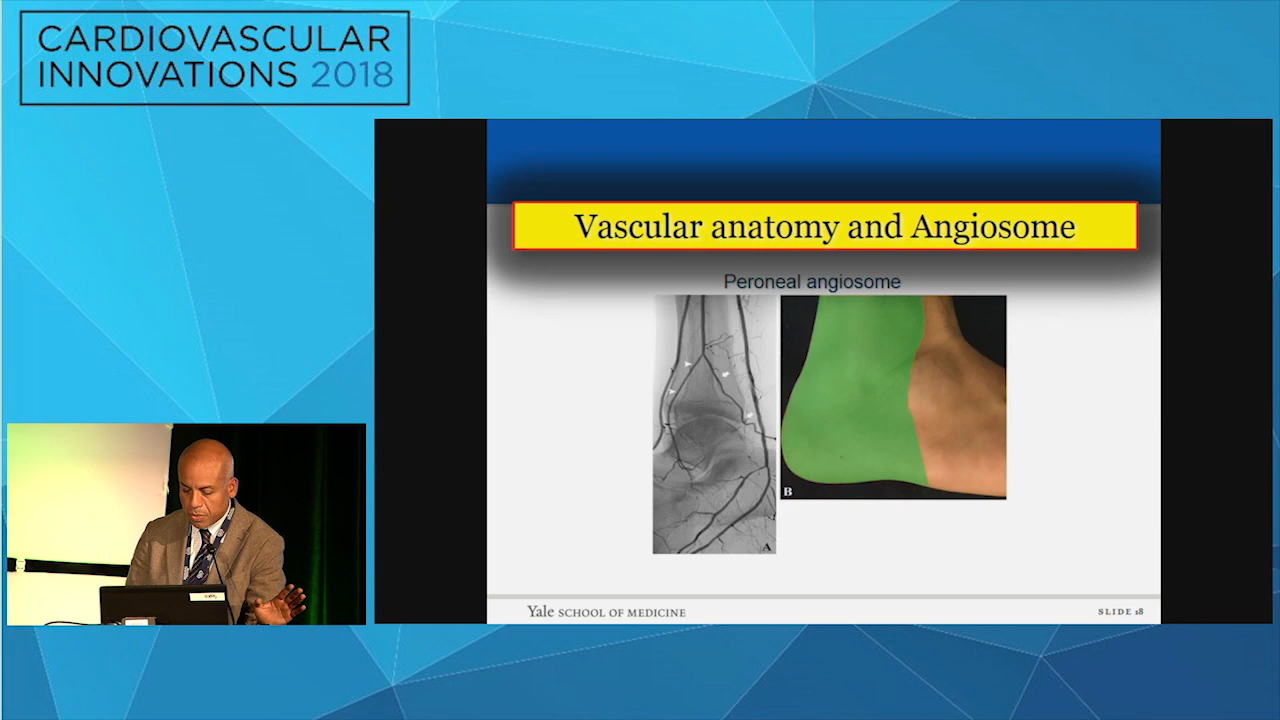 CARDIOVASCULAR
INNOVATIONS 2018
Vascular anatomy and Angiosome
Peroneal angiosome
A
B
Yale SCHOOL OF MEDICINE
SLIDE 18